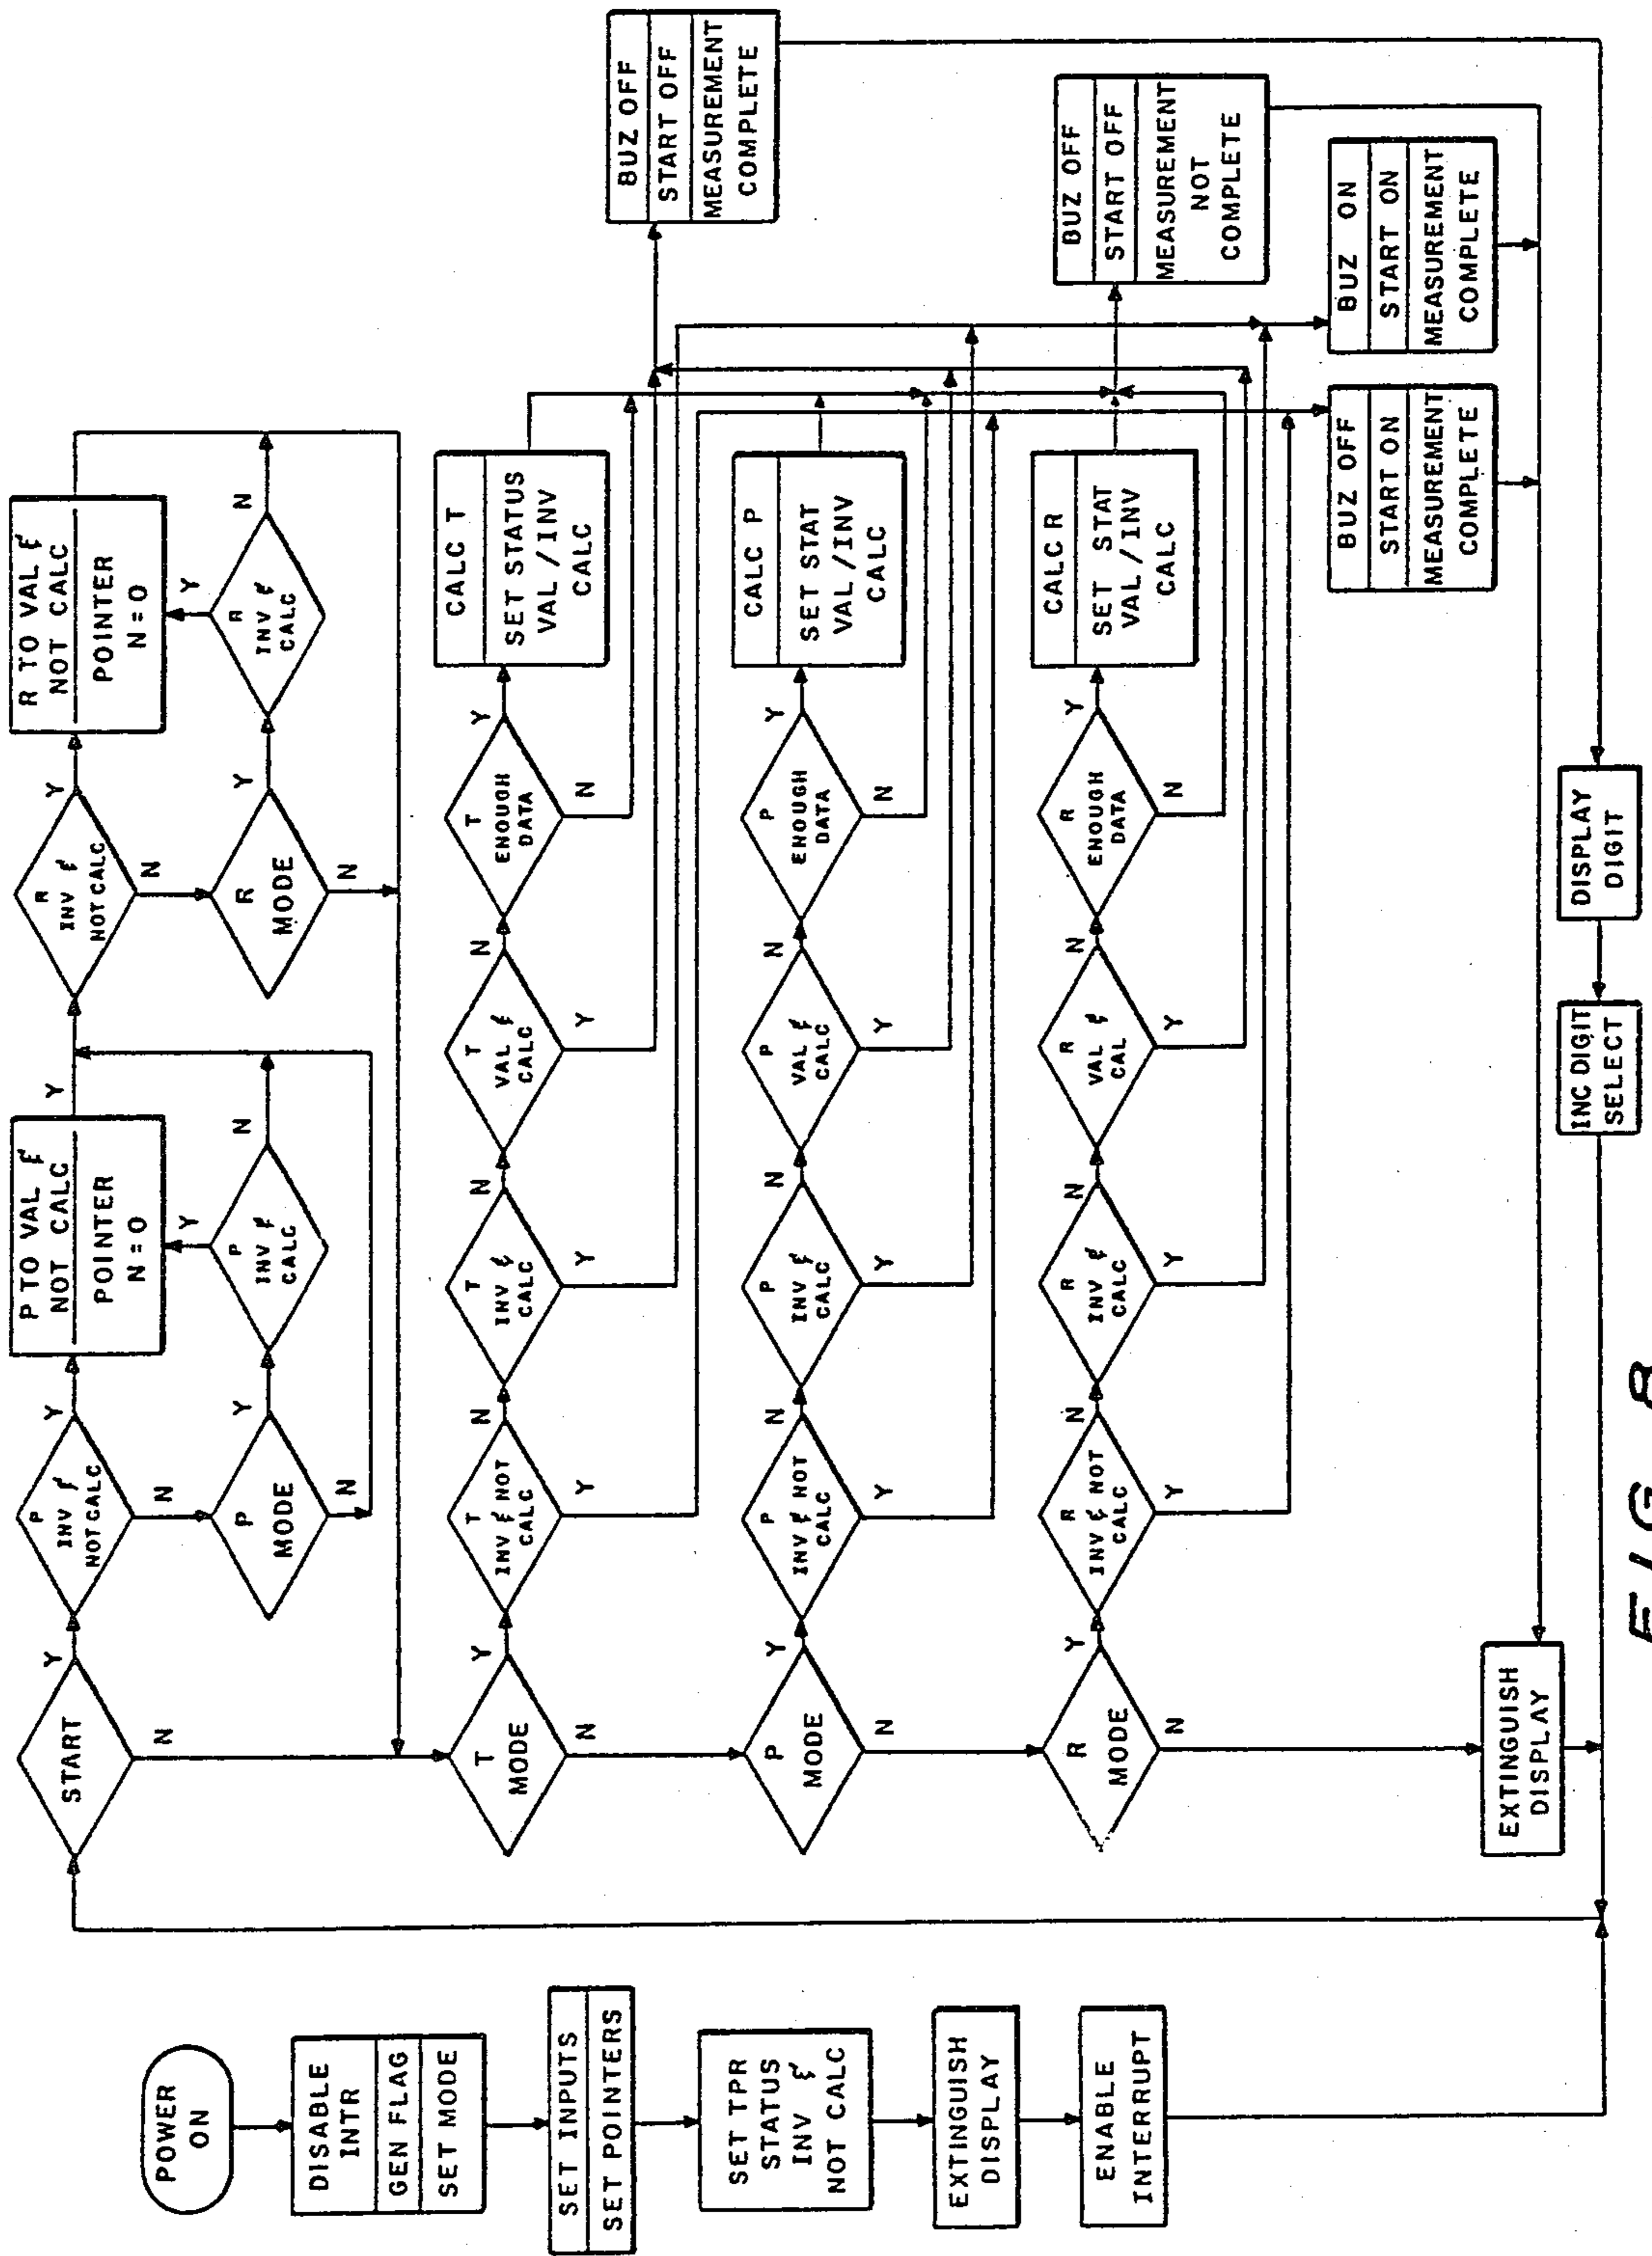 POWER
ON
DISABLE
INTR
GEN FLAG
SET MODE
SET INPUTS
SET POINTERS
SET TPR
STATUS
INV &
NOT CALC
EXTINGUISH
DISPLAY
ENABLE
INTERRUPT
START
Y
N
P
INV &
NOT CALC
Y
N
P
MODE
Y
N
P TO VAL &
NOT CALC
POINTER
N=0
Y
P
INV &
CALC
Y
N
R
INV &
NOT CALC
Y
N
R
MODE
Y
N
R TO VAL &
NOT CALC
POINTER
N=0
R
INV &
CALC
Y
N
T
MODE
Y
N
T
INV & NOT
CALC
N
Y
T
INV &
CALC
N
Y
T
VAL &
CALC
N
Y
T
ENOUGH
DATA
Y
N
CALC T
SET STATUS
VAL/INV
CALC
P
MODE
Y
N
P
INV & NOT
CALC
N
Y
P
INV &
CALC
N
Y
P
VAL &
CALC
N
Y
P
ENOUGH
DATA
Y
N
CALC P
SET STAT
VAL/INV
CALC
R
MODE
Y
N
R
INV & NOT
CALC
N
Y
R
INV &
CALC
N
Y
R
VAL &
CAL
N
Y
R
ENOUGH
DATA
Y
N
CALC R
SET STAT
VAL/INV
CALC
BUZ OFF
START OFF
MEASUREMENT
COMPLETE
BUZ OFF
START OFF
MEASUREMENT
NOT
COMPLETE
BUZ OFF
START ON
MEASUREMENT
COMPLETE
BUZ ON
START ON
MEASUREMENT
COMPLETE
EXTINGUISH
DISPLAY
INC DIGIT
SELECT
DISPLAY
DIGIT
FIG 8